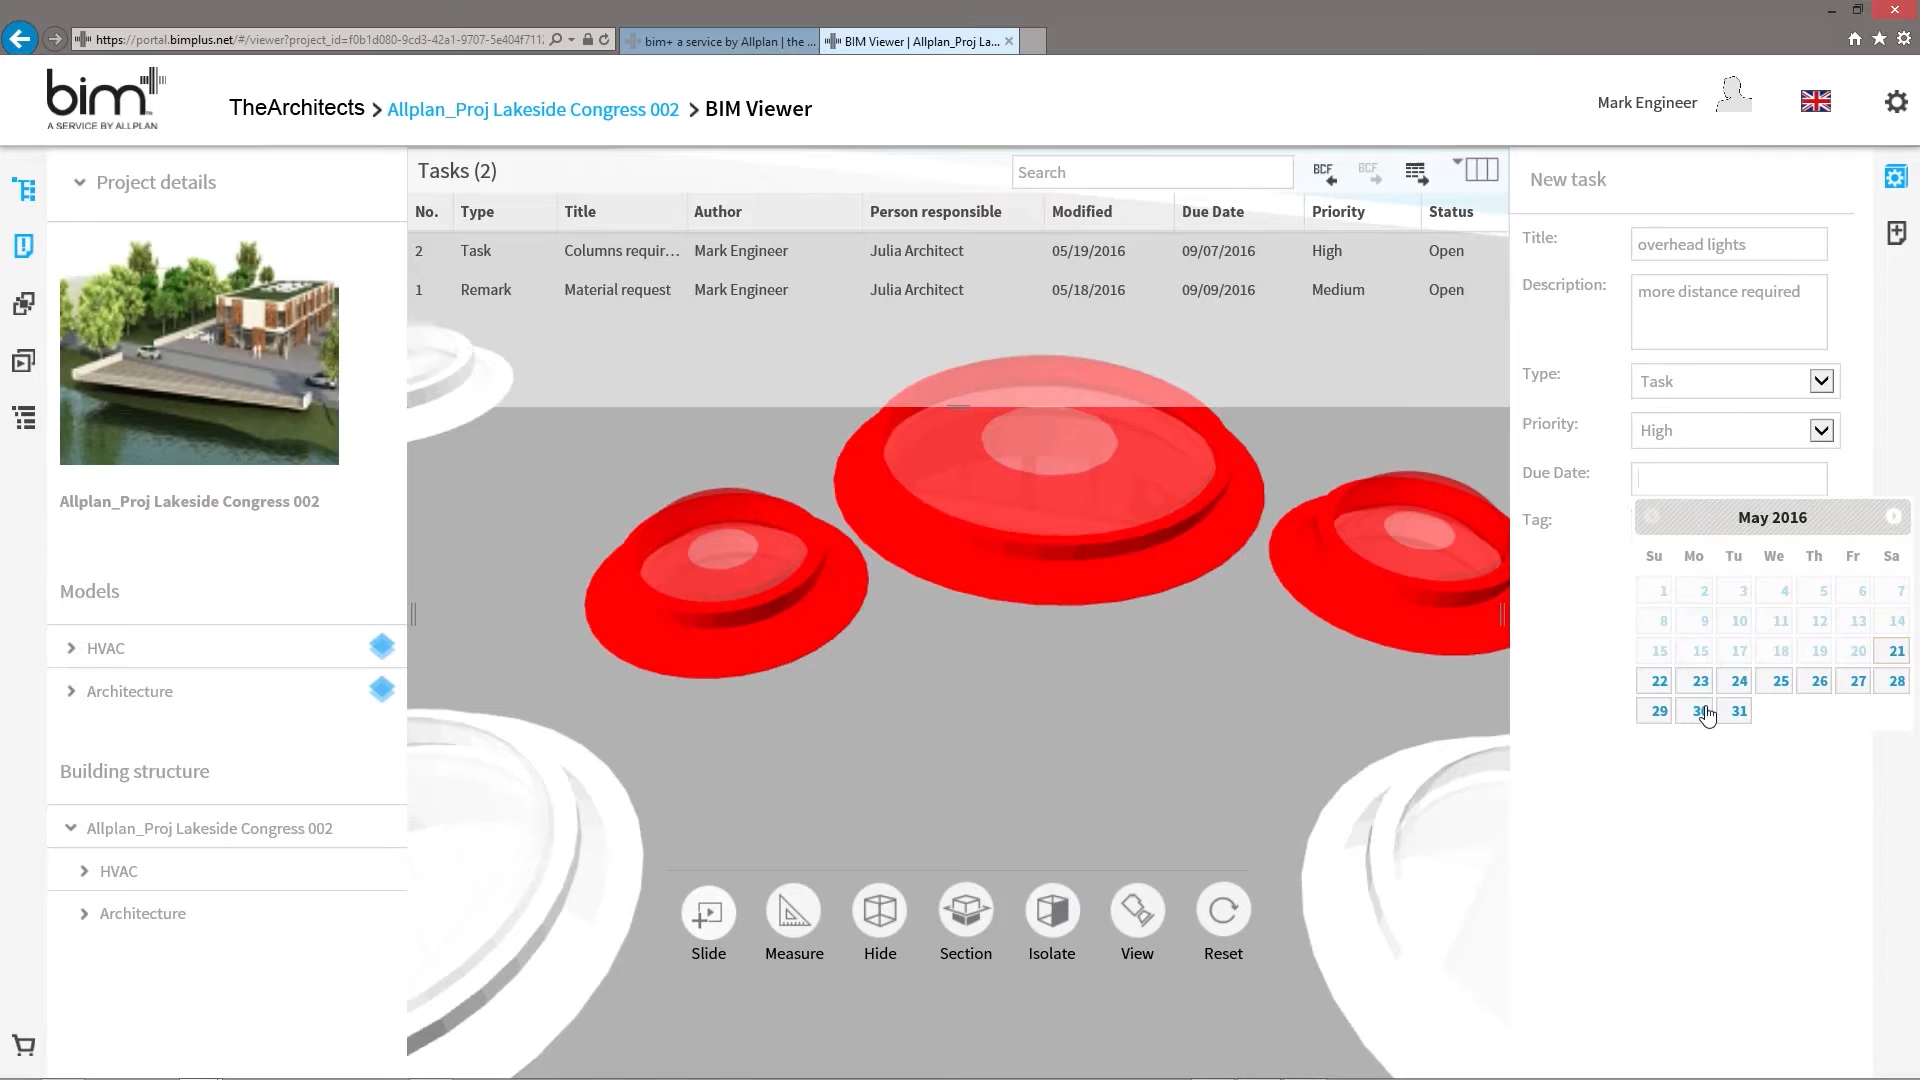 https://portal.bimplus.net/#/viewer?project_id=f0b1d080-9cd3-42a1-9707-5e404f711
bim+ a service by Allplan | the ...
BIM Viewer | Allplan_Proj La...
bim
A SERVICE BY ALLPLAN
TheArchitects > Allplan_Proj Lakeside Congress 002 > BIM Viewer
Mark Engineer
Project details
Allplan_Proj Lakeside Congress 002
Models
HVAC
Architecture
Building structure
Allplan_Proj Lakeside Congress 002
HVAC
Architecture
Tasks (2)
Search
BCF
BCF
No. Type Title Author Person responsible Modified Due Date Priority Status
2 Task Columns requir... Mark Engineer Julia Architect 05/19/2016 09/07/2016 High Open
1 Remark Material request Mark Engineer Julia Architect 05/18/2016 09/09/2016 Medium Open
Slide Measure Hide Section Isolate View Reset
New task
Title: overhead lights
Description: more distance required
Type: Task
Priority: High
Due Date:
Tag:
May 2016
Su Mo Tu We Th Fr Sa
1 2 3 4 5 6 7
8 9 10 11 12 13 14
15 15 17 18 19 20 21
22 23 24 25 26 27 28
29 30 31